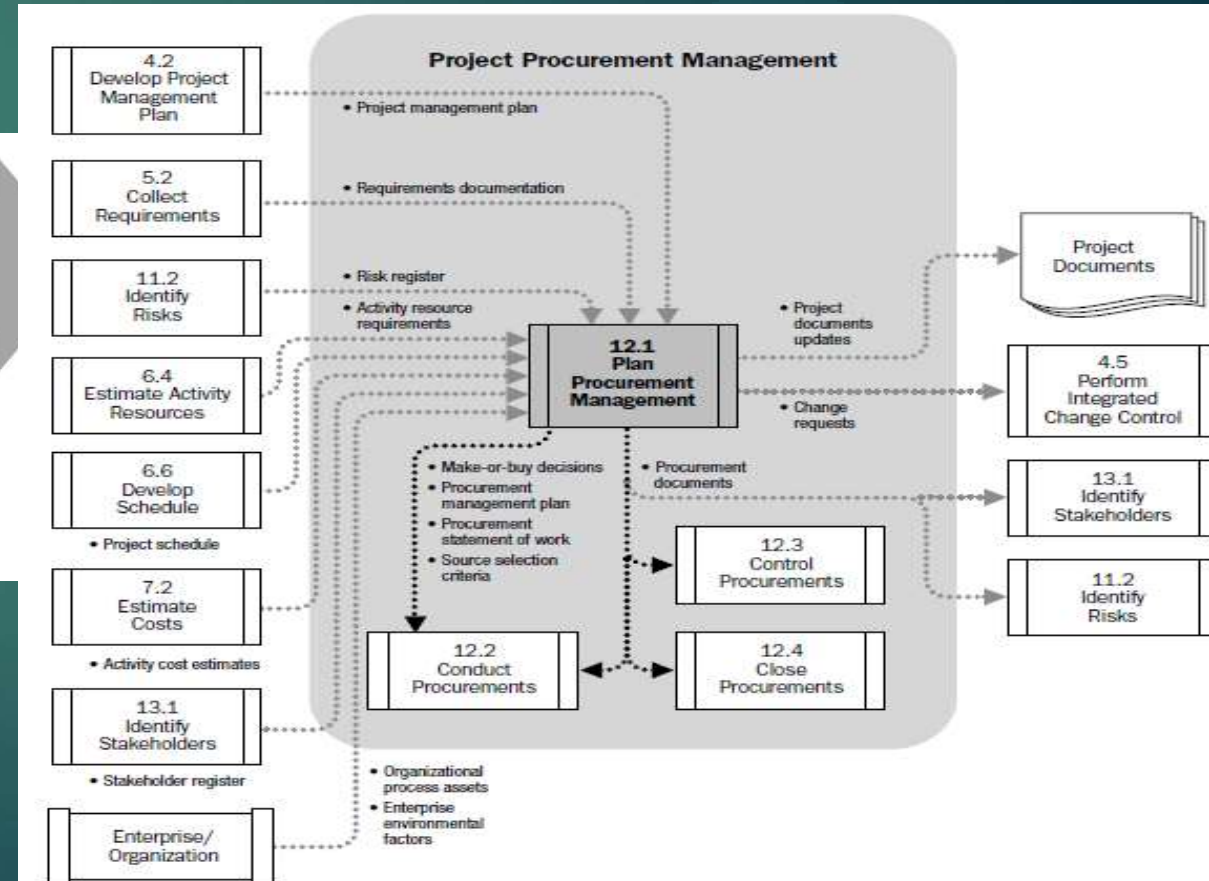 Project Procurement Management
4.2
Develop Project
Management
Plan
• Project management plan
5.2
Collect
Requirements
• Requirements documentation
11.2
Identify
Risks
• Risk register
• Activity resource
requirements
6.4
Estimate Activity
Resources
6.6
Develop
Schedule
• Project schedule
7.2
Estimate
Costs
• Activity cost estimates
13.1
Identify
Stakeholders
• Stakeholder register
Enterprise/
Organization
• Organizational
process assets
• Enterprise
environmental
factors
12.1
Plan
Procurement
Management
• Make-or-buy decisions
• Procurement
management plan
• Procurement
statement of work
• Source selection
criteria
• Procurement
documents
12.2
Conduct
Procurements
12.3
Control
Procurements
12.4
Close
Procurements
• Project
documents
updates
• Change
requests
Project
Documents
4.5
Perform
Integrated
Change Control
13.1
Identify
Stakeholders
11.2
Identify
Risks